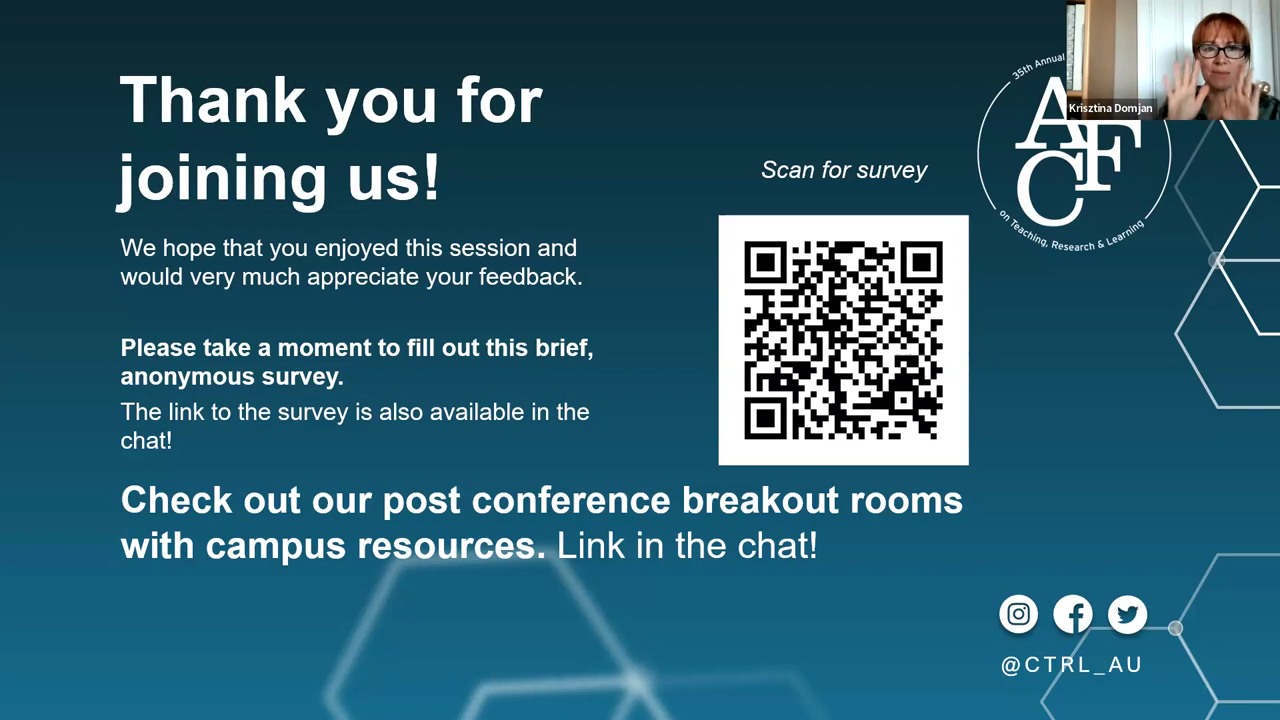 Thank you for
joining us!
We hope that you enjoyed this session and
would very much appreciate your feedback.
Please take a moment to fill out this brief,
anonymous survey.
The link to the survey is also available in the
chat!
Scan for survey
Krisztina Domjan
35th Annual
AFC
on Teaching, Research & Learning
Check out our post conference breakout rooms
with campus resources. Link in the chat!
@CTRL_AU